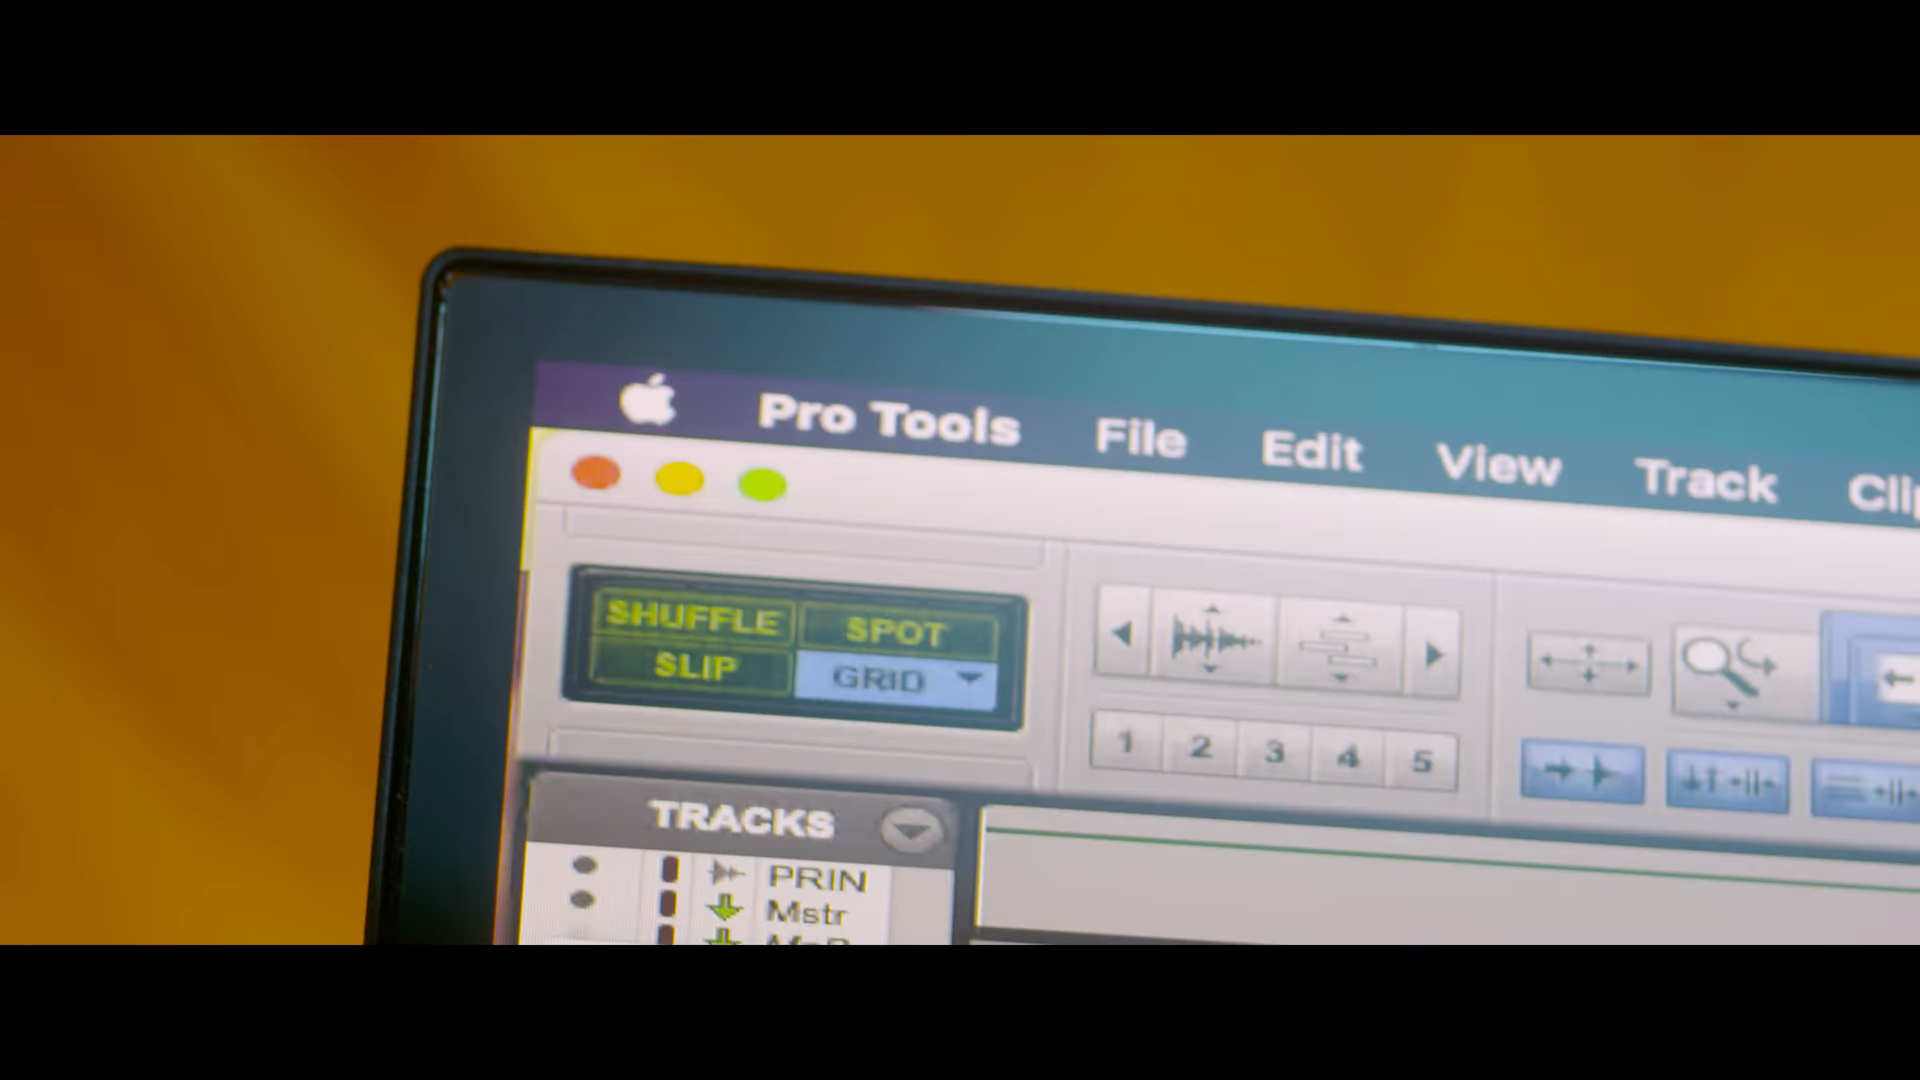 Pro Tools File Edit View Track
SHUFFLE SPOT
SLIP GRID
1 2 3 4 5
TRACKS
PRIN
Mstr